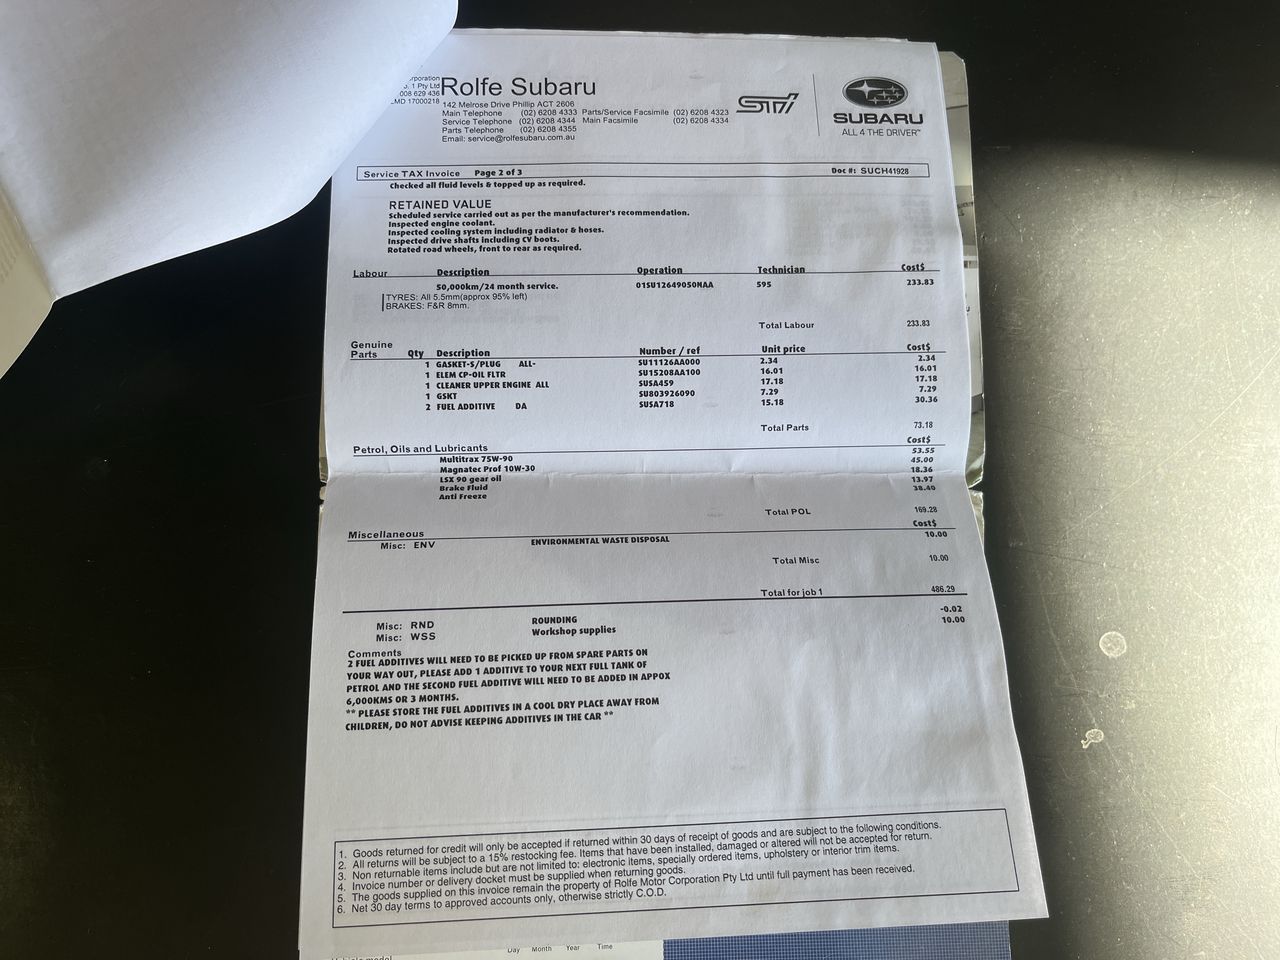 rporation
o. 1 Pty Ltd
008 629 436
LMD 17000218
Rolfe Subaru
142 Melrose Drive Phillip ACT 2606
Main Telephone (02) 6208 4333 Parts/Service Facsimile (02) 6208 4323
Service Telephone (02) 6208 4344 Main Facsimile (02) 6208 4334
Parts Telephone (02) 6208 4355
Email: service@rolfesubaru.com.au
STI
SUBARU
ALL 4 THE DRIVER™
Service TAX Invoice Page 2 of 3 Doc #: SUCH41928
Checked all fluid levels & topped up as required.
RETAINED VALUE
Scheduled service carried out as per the manufacturer's recommendation.
Inspected engine coolant.
Inspected cooling system including radiator & hoses.
Inspected drive shafts including CV boots.
Rotated road wheels, front to rear as required.
Labour Description Operation Technician Cost$
50,000km/24 month service. 01SU12649050NAA 595 233.83
TYRES: All 5.5mm(approx 95% left)
BRAKES: F&R 8mm.
Total Labour 233.83
Genuine Parts Qty Description Number / ref Unit price Cost$
1 GASKET-S/PLUG ALL- SU11126AA000 2.34 2.34
1 ELEM CP-OIL FLTR SU15208AA100 16.01 16.01
1 CLEANER UPPER ENGINE ALL SUSA459 17.18 17.18
1 GSKT SU803926090 7.29 7.29
2 FUEL ADDITIVE DA SUSA718 15.18 30.36
Total Parts 73.18
Petrol, Oils and Lubricants Cost$
Multitrax 75W-90 53.55
Magnatec Prof 10W-30 45.00
LSX 90 gear oil 18.36
Brake Fluid 13.97
Anti Freeze 38.40
Total POL 169.28
Miscellaneous Cost$
Misc: ENV ENVIRONMENTAL WASTE DISPOSAL 10.00
Total Misc 10.00
Total for job 1 486.29
Misc: RND ROUNDING -0.02
Misc: WSS Workshop supplies 10.00
Comments
2 FUEL ADDITIVES WILL NEED TO BE PICKED UP FROM SPARE PARTS ON
YOUR WAY OUT, PLEASE ADD 1 ADDITIVE TO YOUR NEXT FULL TANK OF
PETROL AND THE SECOND FUEL ADDITIVE WILL NEED TO BE ADDED IN APPOX
6,000KMS OR 3 MONTHS.
** PLEASE STORE THE FUEL ADDITIVES IN A COOL DRY PLACE AWAY FROM
CHILDREN, DO NOT ADVISE KEEPING ADDITIVES IN THE CAR **
1. Goods returned for credit will only be accepted if returned within 30 days of receipt of goods and are subject to the following conditions.
2. All returns will be subject to a 15% restocking fee. Items that have been installed, damaged or altered will not be accepted for return.
3. Non returnable items include but are not limited to: electronic items, specially ordered items, upholstery or interior trim items.
4. Invoice number or delivery docket must be supplied when returning goods.
5. The goods supplied on this invoice remain the property of Rolfe Motor Corporation Pty Ltd until full payment has been received.
6. Net 30 day terms to approved accounts only, otherwise strictly C.O.D.
Day Month Year Time